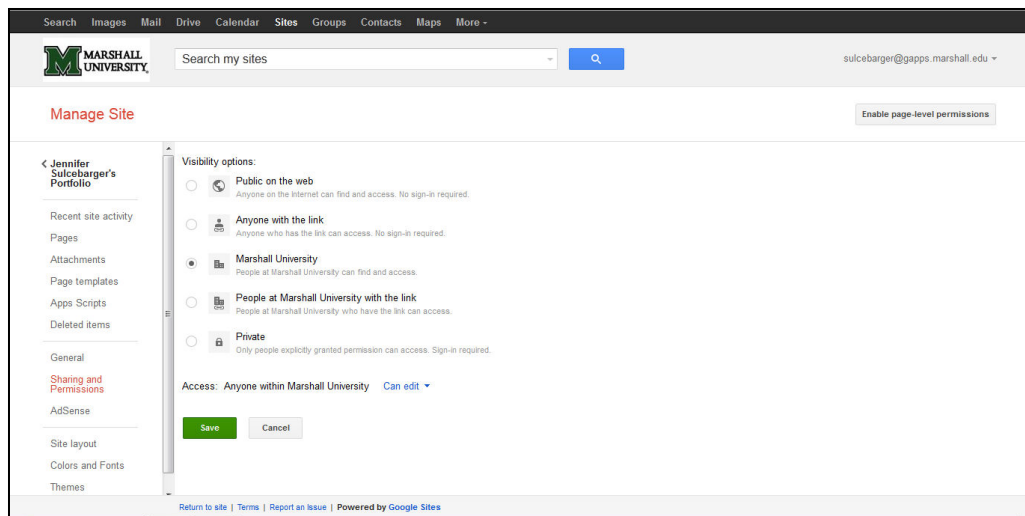 Search Images Mail Drive Calendar Sites Groups Contacts Maps More
MARSHALL
UNIVERSITY.
Search my sites
sulcebarger@gapps.marshall.edu
Manage Site
Enable page-level permissions
Jennifer
Sulcebarger's
Portfolio
Recent site activity
Pages
Attachments
Page templates
Apps Scripts
Deleted items
General
Sharing and
Permissions
AdSense
Site layout
Colors and Fonts
Themes
Visibility options:
Public on the web
Anyone on the Internet can find and access. No sign-in required.
Anyone with the link
Anyone who has the link can access. No sign-in required.
Marshall University
People at Marshall University can find and access.
People at Marshall University with the link
People at Marshall University who have the link can access.
Private
Only people explicitly granted permission can access. Sign-in required.
Access: Anyone within Marshall University Can edit
Save Cancel
Return to site | Terms | Report an Issue | Powered by Google Sites